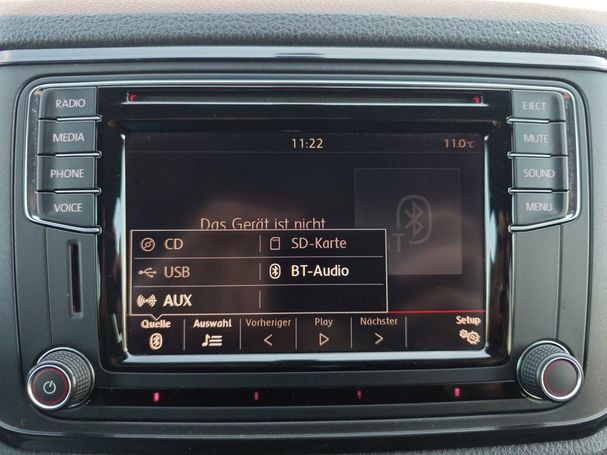 RADIO
MEDIA
PHONE
VOICE
EJECT
MUTE
SOUND
MENU
11:22
11.0°C
Das Gerät ist nicht
CD
SD-Karte
USB
BT-Audio
AUX
Quelle
Auswahl
Vorheriger
Play
Nächster
Setup